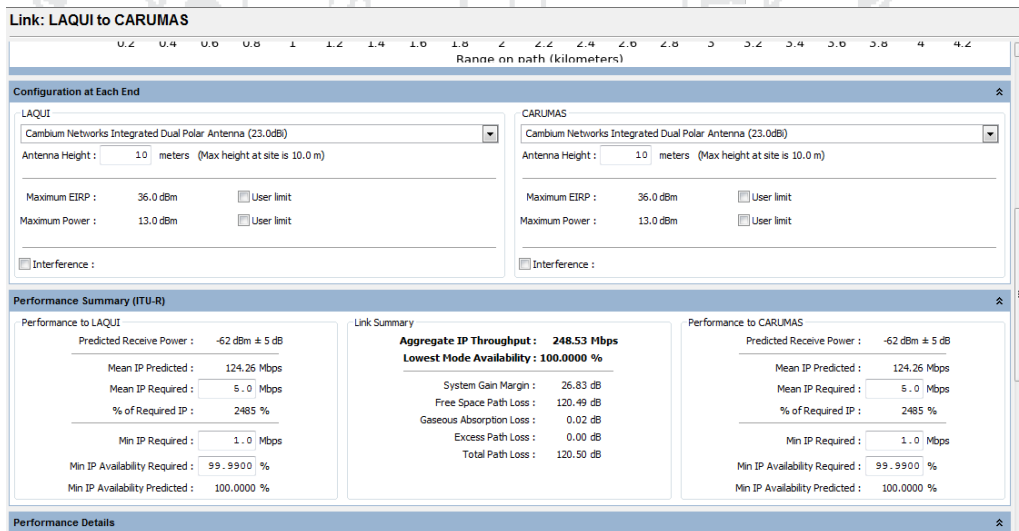 Link: LAQUI to CARUMAS
0.2 0.4 0.6 0.8 1 1.2 1.4 1.6 1.8 2 2.2 2.4 2.6 2.8 3 3.2 3.4 3.6 3.8 4 4.2
Range on path (kilometers)
Configuration at Each End
LAQUI
Cambium Networks Integrated Dual Polar Antenna (23.0dBi)
Antenna Height : 10 meters (Max height at site is 10.0 m)
Maximum EIRP : 36.0 dBm User limit
Maximum Power : 13.0 dBm User limit
Interference :
CARUMAS
Cambium Networks Integrated Dual Polar Antenna (23.0dBi)
Antenna Height : 10 meters (Max height at site is 10.0 m)
Maximum EIRP : 36.0 dBm User limit
Maximum Power : 13.0 dBm User limit
Interference :
Performance Summary (ITU-R)
Performance to LAQUI
Predicted Receive Power : -62 dBm ± 5 dB
Mean IP Predicted : 124.26 Mbps
Mean IP Required : 5.0 Mbps
% of Required IP : 2485 %
Min IP Required : 1.0 Mbps
Min IP Availability Required : 99.9900 %
Min IP Availability Predicted : 100.0000 %
Link Summary
Aggregate IP Throughput : 248.53 Mbps
Lowest Mode Availability : 100.0000 %
System Gain Margin : 26.83 dB
Free Space Path Loss : 120.49 dB
Gaseous Absorption Loss : 0.02 dB
Excess Path Loss : 0.00 dB
Total Path Loss : 120.50 dB
Performance to CARUMAS
Predicted Receive Power : -62 dBm ± 5 dB
Mean IP Predicted : 124.26 Mbps
Mean IP Required : 5.0 Mbps
% of Required IP : 2485 %
Min IP Required : 1.0 Mbps
Min IP Availability Required : 99.9900 %
Min IP Availability Predicted : 100.0000 %
Performance Details